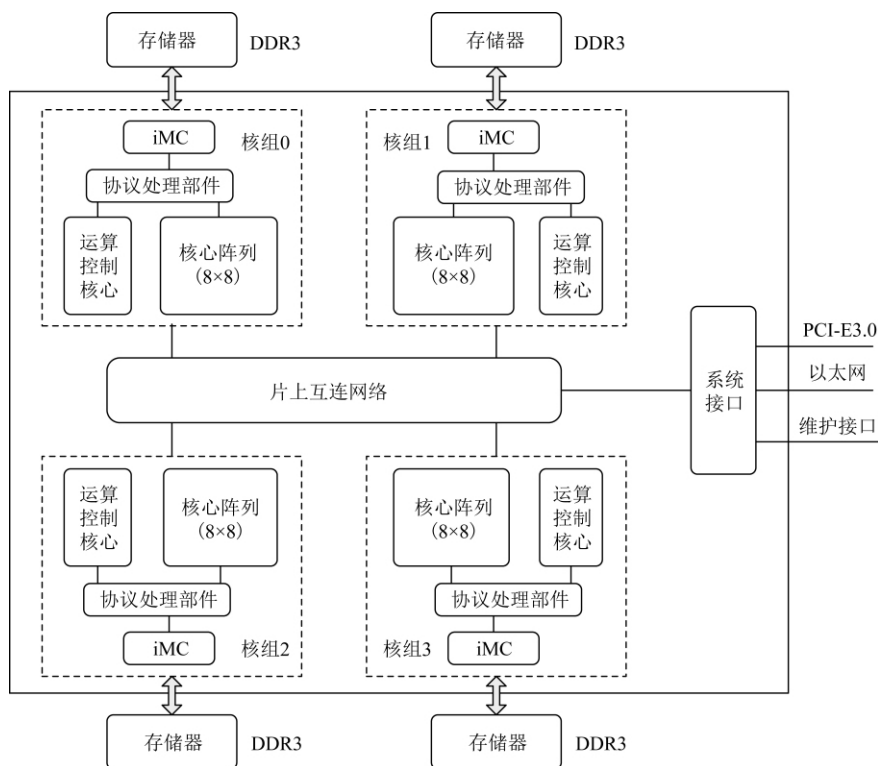 存储器 DDR3
存储器 DDR3
iMC
核组0
协议处理部件
运算
控制
核心
核心阵列
(8×8)
核组1
iMC
协议处理部件
核心阵列
(8×8)
运算
控制
核心
片上互连网络
系统
接口
PCI-E3.0
以太网
维护接口
运算
控制
核心
核心阵列
(8×8)
协议处理部件
iMC
核组2
核心阵列
(8×8)
运算
控制
核心
协议处理部件
核组3
iMC
存储器 DDR3
存储器 DDR3